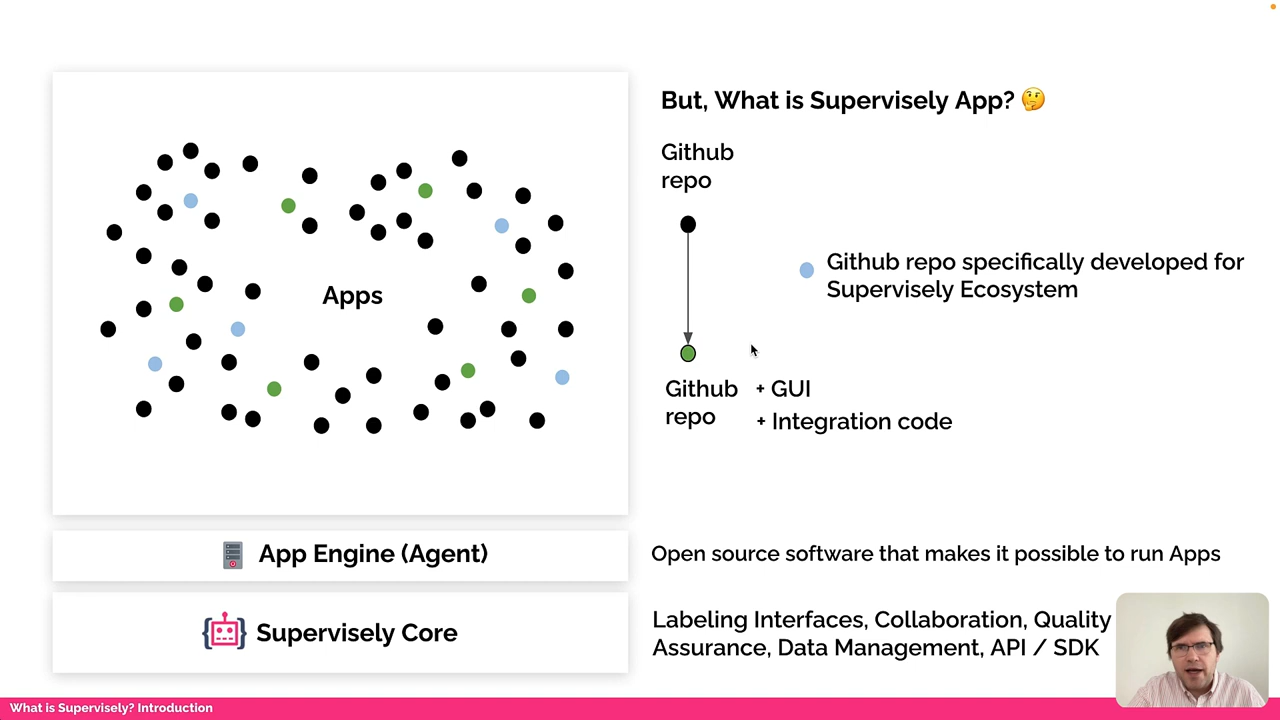 But, What is Supervisely App? 🤔
Github
repo
Github repo specifically developed for
Supervisely Ecosystem
Apps
Github
repo
+ GUI
+ Integration code
App Engine (Agent)
Open source software that makes it possible to run Apps
Supervisely Core
Labeling Interfaces, Collaboration, Quality
Assurance, Data Management, API / SDK
What is Supervisely? Introduction